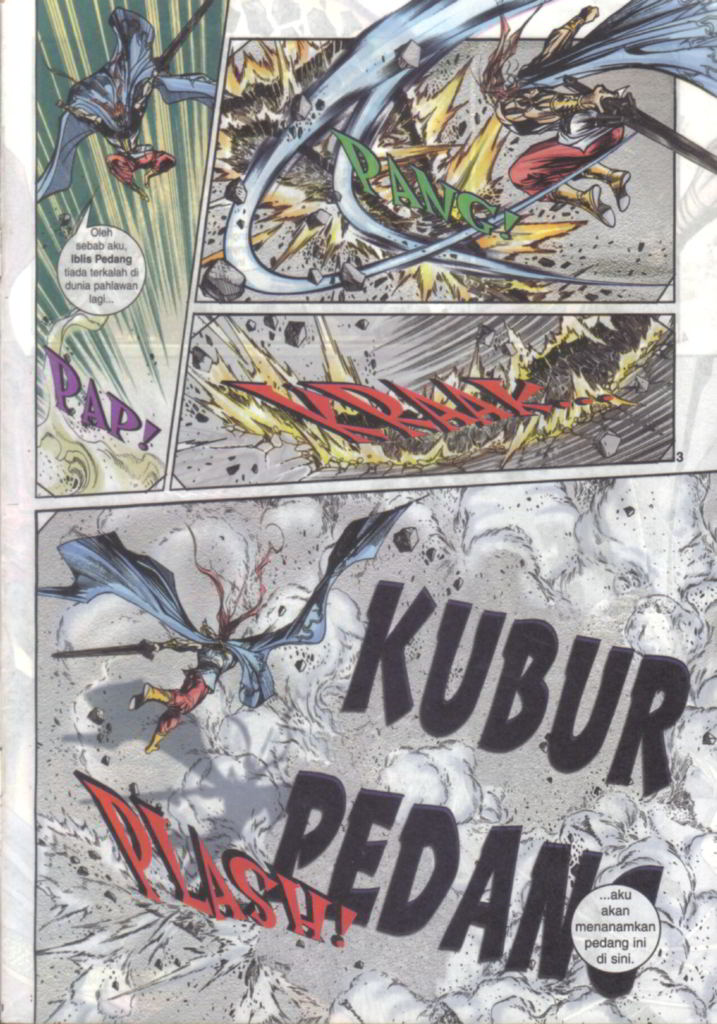 Oleh
sebab aku,
Iblis Pedang
tiada terkalah di
dunia pahlawan
lagi...
PAP!
PANG!
KRAAK...
3
KUBUR
PEDANG
PLASH!
...aku
akan
menanamkan
pedang ini
di sini.